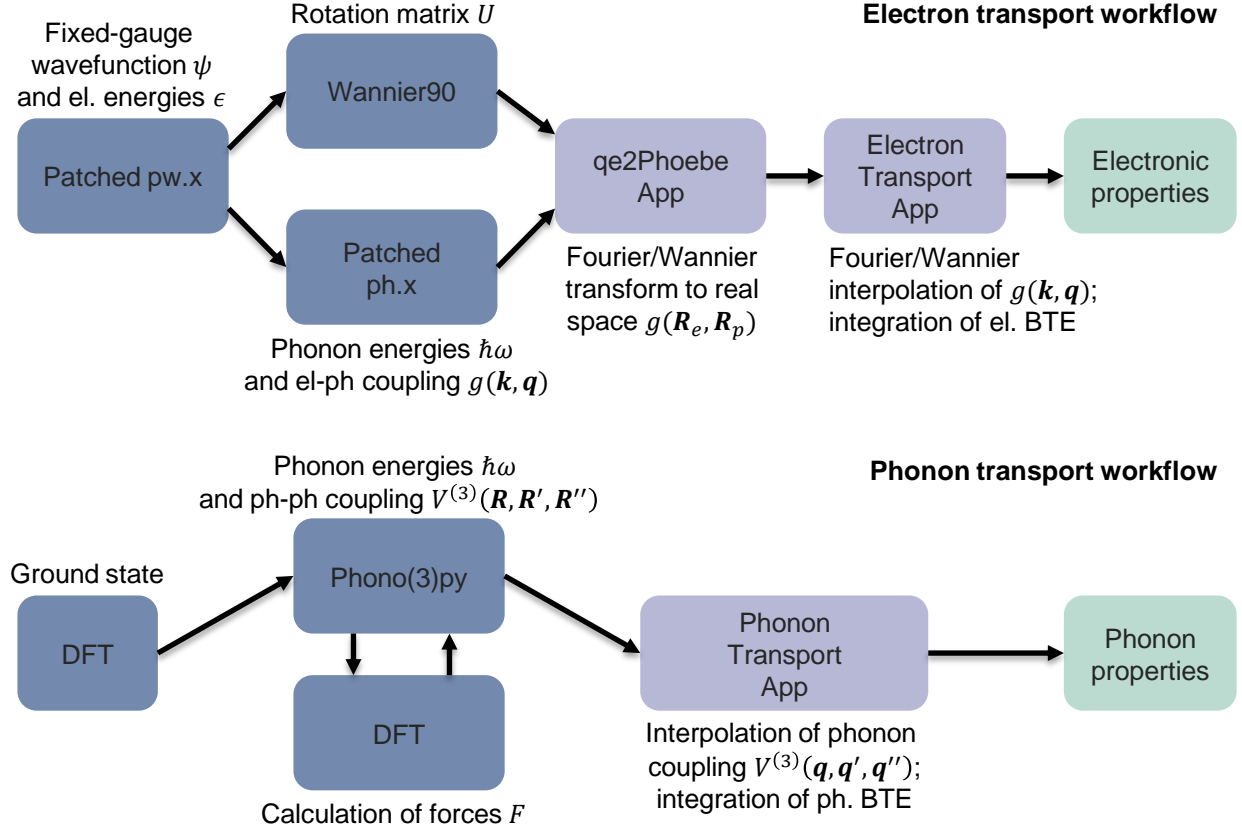 Electron transport workflow
Fixed-gauge
wavefunction 𝜓
and el. energies 𝜖
Patched pw.x
Rotation matrix 𝑈
Wannier90
Patched
ph.x
Phonon energies ℏ𝜔
and el-ph coupling 𝑔(𝒌, 𝒒)
qe2Phoebe
App
Fourier/Wannier
transform to real
space 𝑔(𝑹ₑ, 𝑹ₚ)
Electron
Transport
App
Fourier/Wannier
interpolation of 𝑔(𝒌, 𝒒);
integration of el. BTE
Electronic
properties
Phonon transport workflow
Ground state
DFT
Phonon energies ℏ𝜔
and ph-ph coupling 𝑉⁽³⁾(𝑹, 𝑹′, 𝑹′′)
Phono(3)py
DFT
Calculation of forces 𝐹
Phonon
Transport
App
Interpolation of phonon
coupling 𝑉⁽³⁾(𝒒, 𝒒′, 𝒒′′);
integration of ph. BTE
Phonon
properties